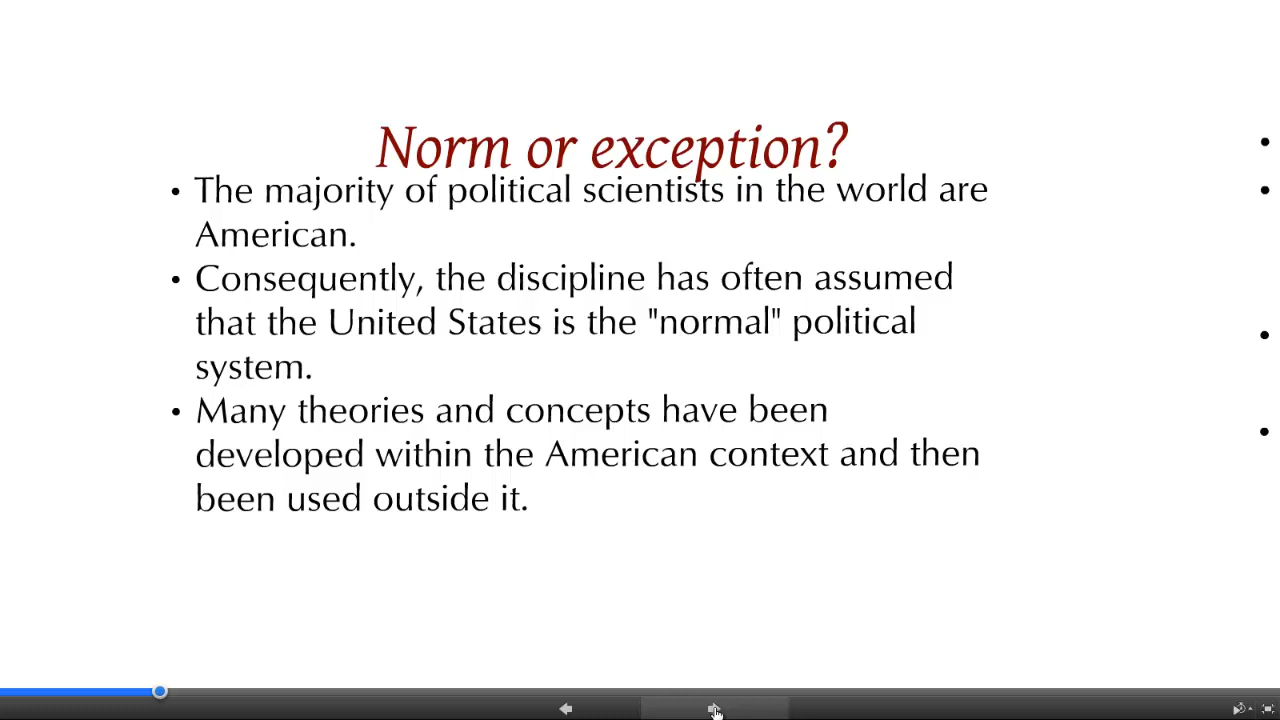 Norm or exception?
• The majority of political scientists in the world are
American.
• Consequently, the discipline has often assumed
that the United States is the "normal" political
system.
• Many theories and concepts have been
developed within the American context and then
been used outside it.